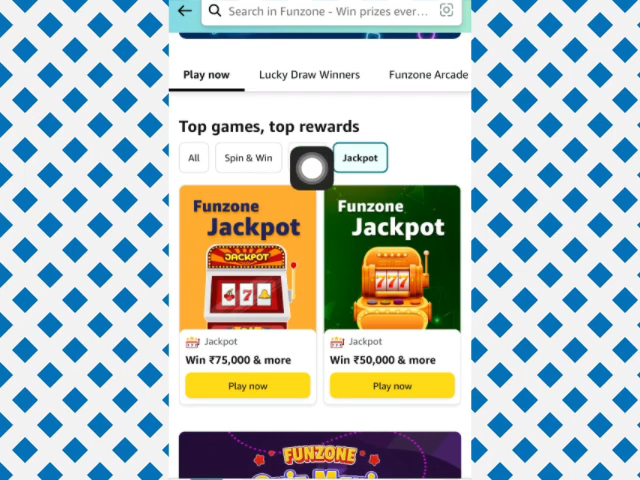 Search in Funzone - Win prizes ever...
Play now
Lucky Draw Winners
Funzone Arcade
Top games, top rewards
All
Spin & Win
Jackpot
Funzone
Jackpot
JACKPOT
7
Jackpot
Win ₹75,000 & more
Play now
Funzone
Jackpot
777
Jackpot
Win ₹50,000 & more
Play now
FUNZONE